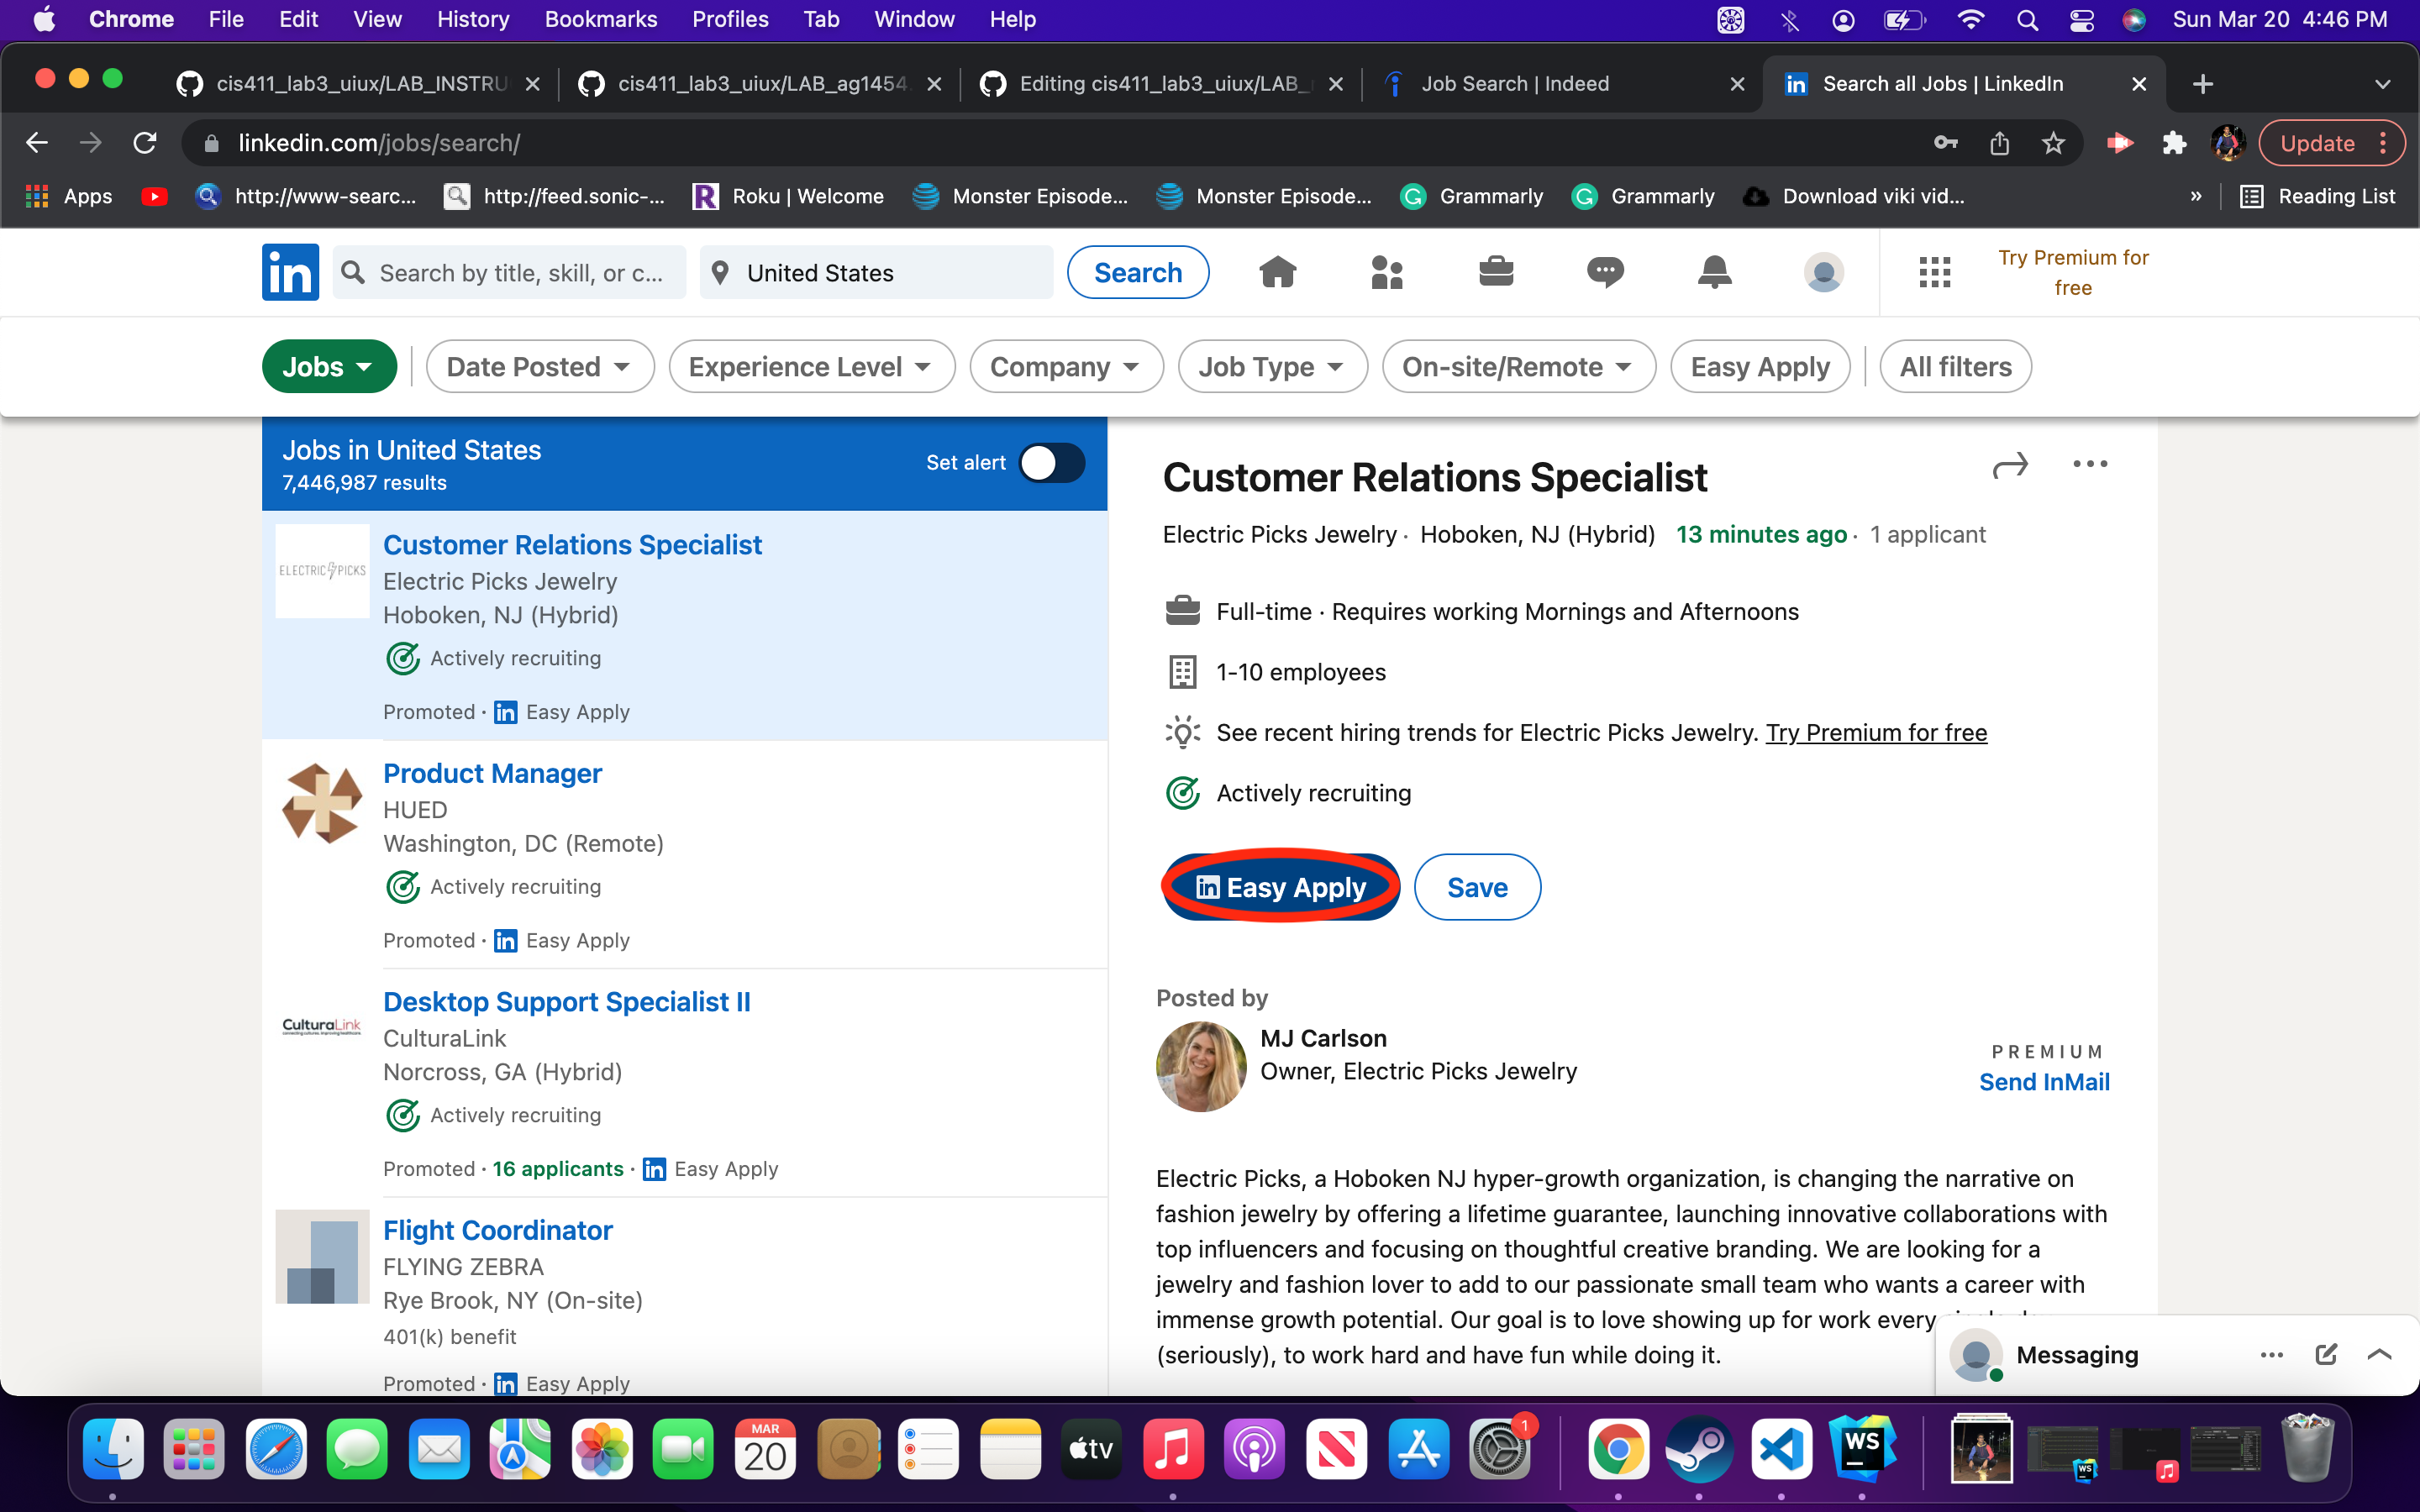 Chrome File Edit View History Bookmarks Profiles Tab Window Help Sun Mar 20 4:46 PM
cis411_lab3_uiux/LAB_INSTRU cis411_lab3_uiux/LAB_ag1454. Editing cis411_lab3_uiux/LAB_ Job Search | Indeed in Search all Jobs | LinkedIn
linkedin.com/jobs/search/ Update
Apps http://www-searc... http://feed.sonic-... R Roku | Welcome Monster Episode... Monster Episode... G Grammarly G Grammarly Download viki vid... » Reading List
in Search by title, skill, or c... United States Search Try Premium for
free
Jobs Date Posted Experience Level Company Job Type On-site/Remote Easy Apply All filters
Jobs in United States
7,446,987 results
Set alert
ELECTRIC PICKS
Customer Relations Specialist
Electric Picks Jewelry
Hoboken, NJ (Hybrid)
Actively recruiting
Promoted · in Easy Apply
Product Manager
HUED
Washington, DC (Remote)
Actively recruiting
Promoted · in Easy Apply
CulturaLink
Desktop Support Specialist II
CulturaLink
Norcross, GA (Hybrid)
Actively recruiting
Promoted · 16 applicants · in Easy Apply
Flight Coordinator
FLYING ZEBRA
Rye Brook, NY (On-site)
401(k) benefit
Promoted · in Easy Apply
Customer Relations Specialist
Electric Picks Jewelry · Hoboken, NJ (Hybrid) 13 minutes ago · 1 applicant
Full-time · Requires working Mornings and Afternoons
1-10 employees
See recent hiring trends for Electric Picks Jewelry. Try Premium for free
Actively recruiting
in Easy Apply Save
Posted by
MJ Carlson
Owner, Electric Picks Jewelry
PREMIUM
Send InMail
Electric Picks, a Hoboken NJ hyper-growth organization, is changing the narrative on
fashion jewelry by offering a lifetime guarantee, launching innovative collaborations with
top influencers and focusing on thoughtful creative branding. We are looking for a
jewelry and fashion lover to add to our passionate small team who wants a career with
immense growth potential. Our goal is to love showing up for work every
(seriously), to work hard and have fun while doing it.
Messaging
MAR
20
tv
1
WS
WS